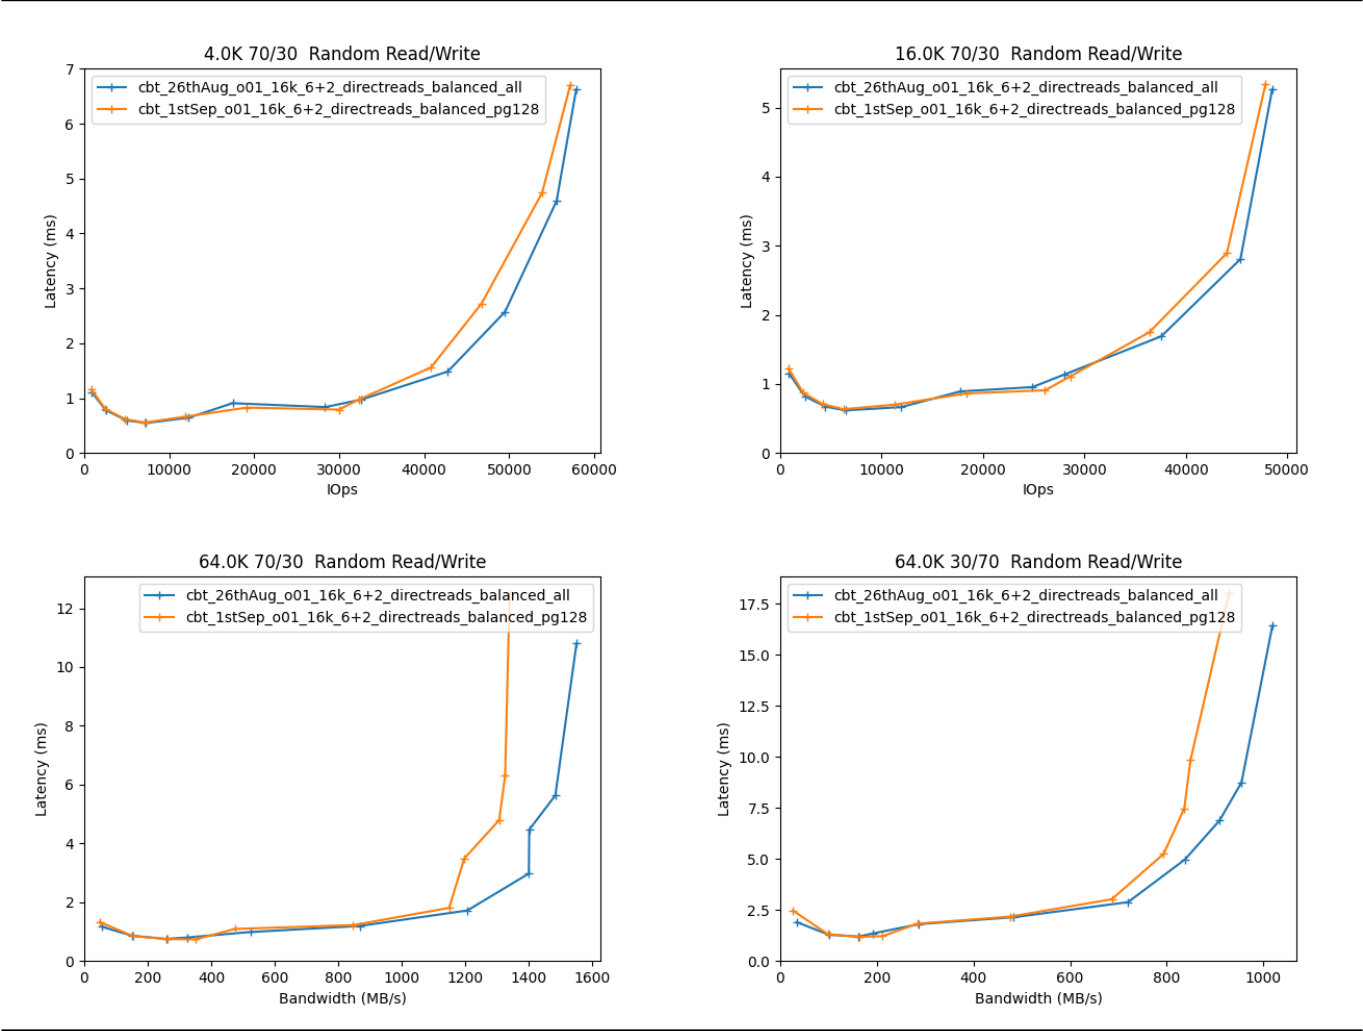 4.0K 70/30  Random Read/Write
cbt_26thAug_o01_16k_6+2_directreads_balanced_all
cbt_1stSep_o01_16k_6+2_directreads_balanced_pg128
7
6
5
4
3
2
1
0
Latency (ms)
0 10000 20000 30000 40000 50000 60000
IOps
16.0K 70/30  Random Read/Write
cbt_26thAug_o01_16k_6+2_directreads_balanced_all
cbt_1stSep_o01_16k_6+2_directreads_balanced_pg128
5
4
3
2
1
0
Latency (ms)
0 10000 20000 30000 40000 50000
IOps
64.0K 70/30  Random Read/Write
cbt_26thAug_o01_16k_6+2_directreads_balanced_all
cbt_1stSep_o01_16k_6+2_directreads_balanced_pg128
12
10
8
6
4
2
0
Latency (ms)
0 200 400 600 800 1000 1200 1400 1600
Bandwidth (MB/s)
64.0K 30/70  Random Read/Write
cbt_26thAug_o01_16k_6+2_directreads_balanced_all
cbt_1stSep_o01_16k_6+2_directreads_balanced_pg128
17.5
15.0
12.5
10.0
7.5
5.0
2.5
0.0
Latency (ms)
0 200 400 600 800 1000
Bandwidth (MB/s)